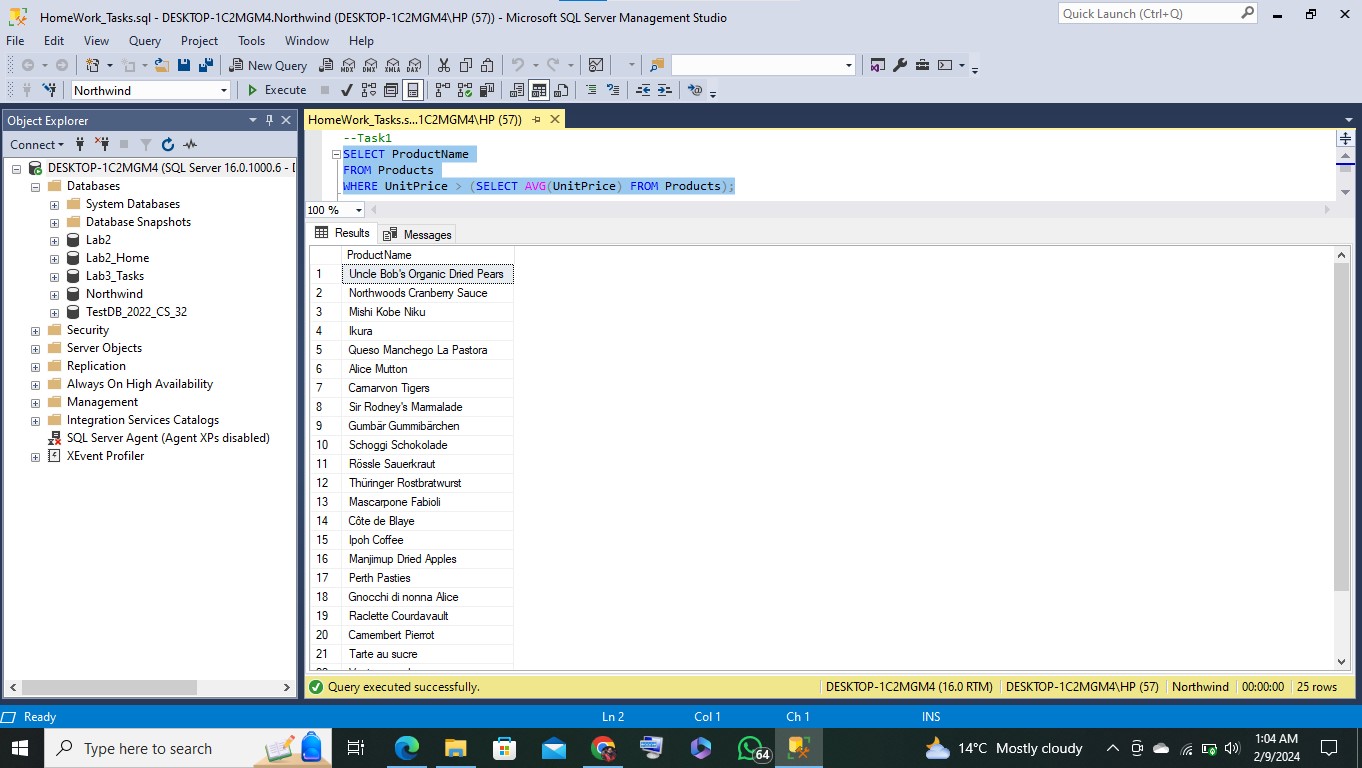 HomeWork_Tasks.sql - DESKTOP-1C2MGM4.Northwind (DESKTOP-1C2MGM4\HP (57)) - Microsoft SQL Server Management Studio
Quick Launch (Ctrl+Q)
File Edit View Query Project Tools Window Help
New Query MDX DMX XMLA DAX
Northwind Execute
Object Explorer
Connect
DESKTOP-1C2MGM4 (SQL Server 16.0.1000.6 - 
Databases
System Databases
Database Snapshots
Lab2
Lab2_Home
Lab3_Tasks
Northwind
TestDB_2022_CS_32
Security
Server Objects
Replication
Always On High Availability
Management
Integration Services Catalogs
SQL Server Agent (Agent XPs disabled)
XEvent Profiler
HomeWork_Tasks.s...1C2MGM4\HP (57))
--Task1
SELECT ProductName
FROM Products
WHERE UnitPrice > (SELECT AVG(UnitPrice) FROM Products);
100 %
Results Messages
ProductName
1 Uncle Bob's Organic Dried Pears
2 Northwoods Cranberry Sauce
3 Mishi Kobe Niku
4 Ikura
5 Queso Manchego La Pastora
6 Alice Mutton
7 Carnarvon Tigers
8 Sir Rodney's Marmalade
9 Gumbär Gummibärchen
10 Schoggi Schokolade
11 Rössle Sauerkraut
12 Thüringer Rostbratwurst
13 Mascarpone Fabioli
14 Côte de Blaye
15 Ipoh Coffee
16 Manjimup Dried Apples
17 Perth Pasties
18 Gnocchi di nonna Alice
19 Raclette Courdavault
20 Camembert Pierrot
21 Tarte au sucre
Query executed successfully. DESKTOP-1C2MGM4 (16.0 RTM) DESKTOP-1C2MGM4\HP (57) Northwind 00:00:00 25 rows
Ready Ln 2 Col 1 Ch 1 INS
Type here to search 64 14°C Mostly cloudy 1:04 AM
2/9/2024